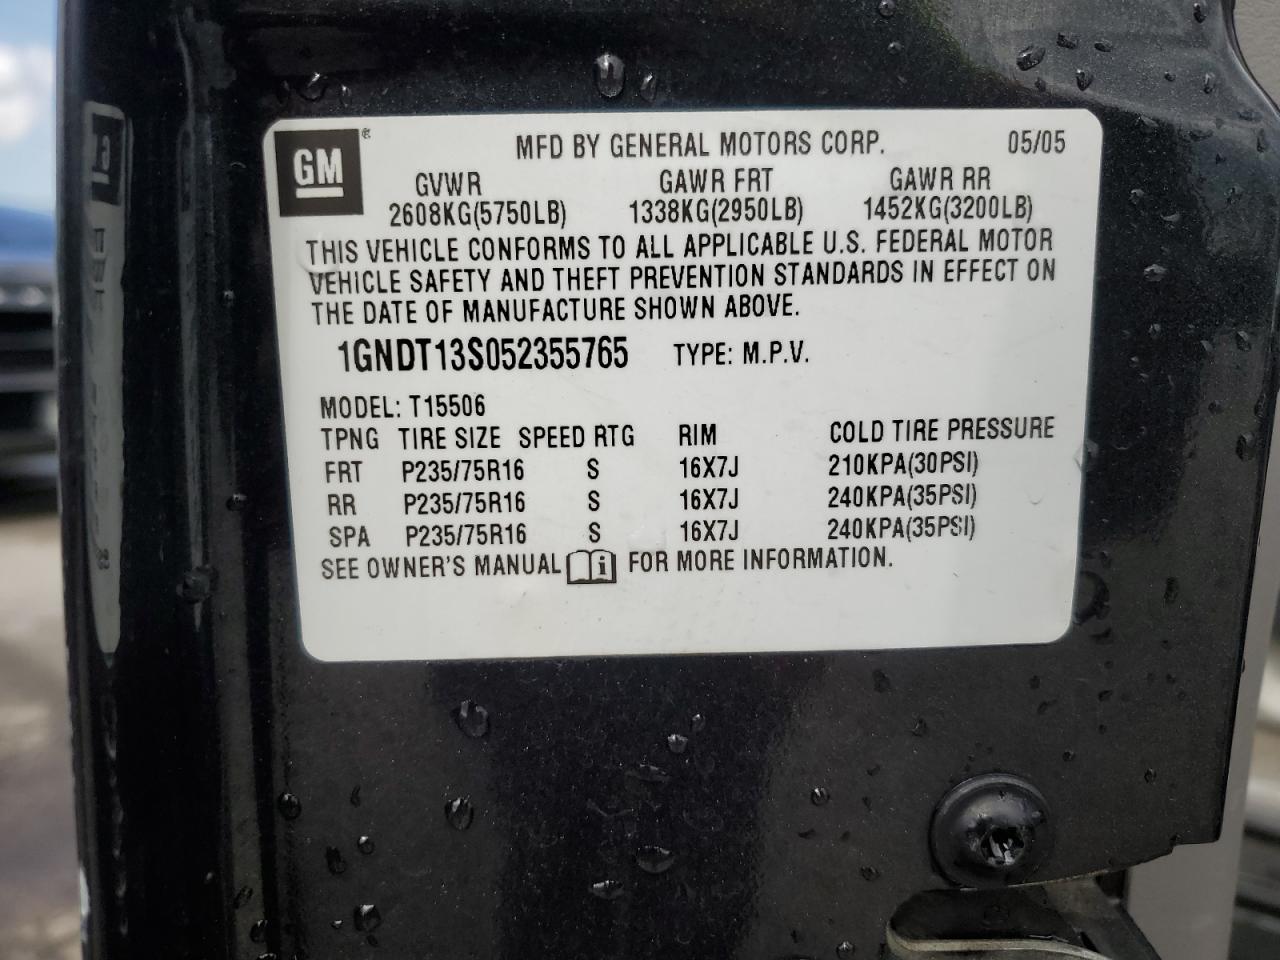 GM®
MFD BY GENERAL MOTORS CORP. 05/05
GVWR GAWR FRT GAWR RR
2608KG(5750LB) 1338KG(2950LB) 1452KG(3200LB)
THIS VEHICLE CONFORMS TO ALL APPLICABLE U.S. FEDERAL MOTOR
VEHICLE SAFETY AND THEFT PREVENTION STANDARDS IN EFFECT ON
THE DATE OF MANUFACTURE SHOWN ABOVE.
1GNDT13S052355765 TYPE: M.P.V.
MODEL: T15506
TPNG TIRE SIZE SPEED RTG RIM COLD TIRE PRESSURE
FRT P235/75R16 S 16X7J 210KPA(30PSI)
RR P235/75R16 S 16X7J 240KPA(35PSI)
SPA P235/75R16 S 16X7J 240KPA(35PSI)
SEE OWNER'S MANUAL i FOR MORE INFORMATION.